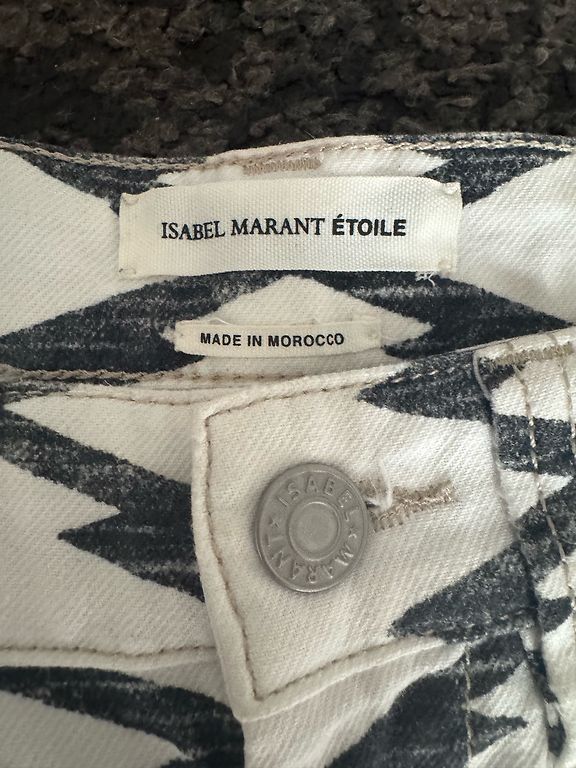 ISABEL MARANT ÉTOILE
MADE IN MOROCCO
ISABEL MARANT